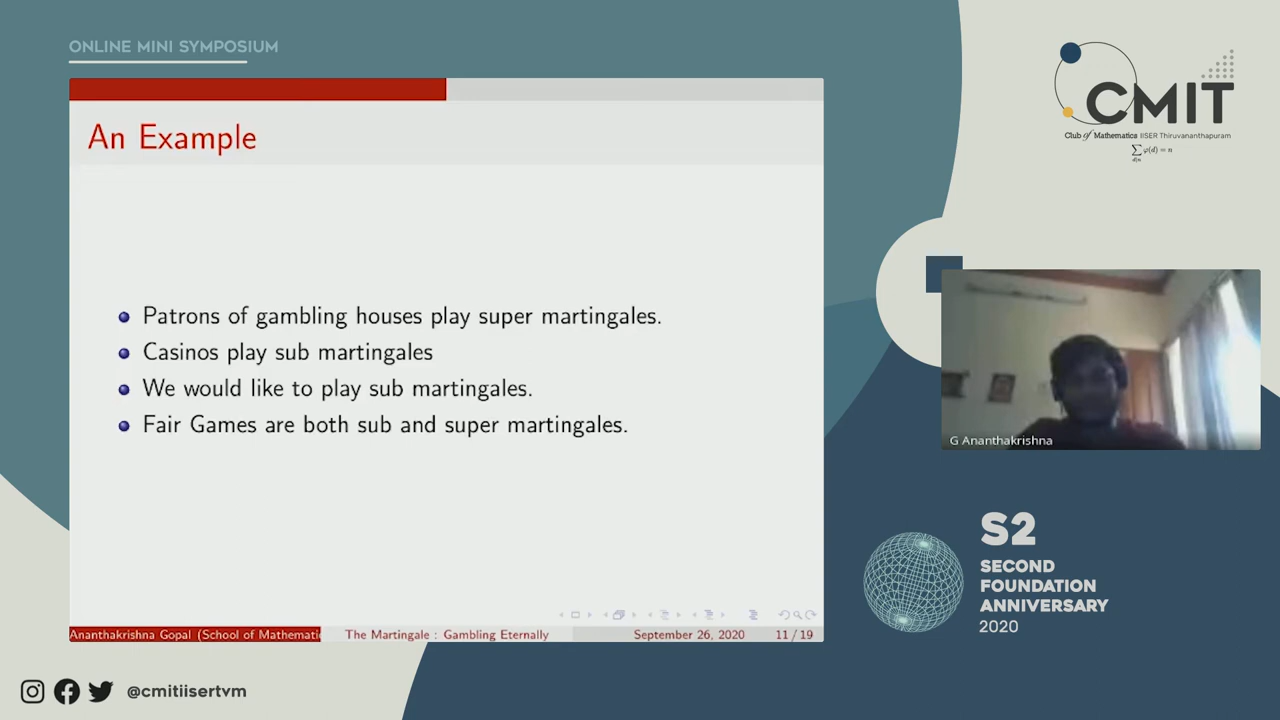 ONLINE MINI SYMPOSIUM
An Example
Patrons of gambling houses play super martingales.
Casinos play sub martingales
We would like to play sub martingales.
Fair Games are both sub and super martingales.
Ananthakrishna Gopal (School of Mathemati
The Martingale : Gambling Eternally
September 26, 2020
11 / 19
CMIT
Club of Mathematics IISER Thiruvananthapuram
∑ φ(d) = n
d|n
G Ananthakrishna
S2
SECOND
FOUNDATION
ANNIVERSARY
2020
@cmitiisertvm